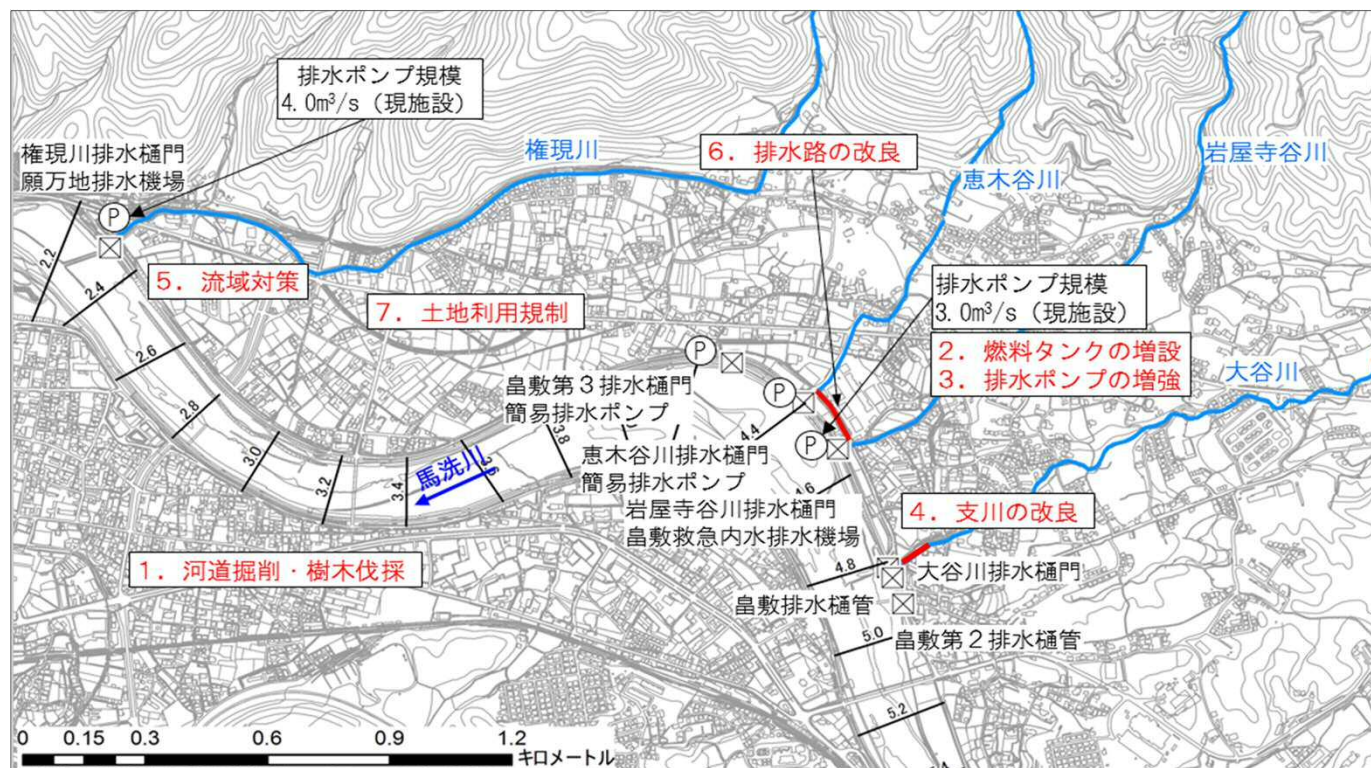 排水ポンプ規模
4.0m³/s（現施設）
権現川排水樋門
願万地排水機場
P
権現川
6．排水路の改良
恵木谷川
岩屋寺谷川
排水ポンプ規模
3.0m³/s（現施設）
2．燃料タンクの増設
3．排水ポンプの増強
大谷川
5．流域対策
7．土地利用規制
2.2
2.4
2.6
2.8
3.0
3.2
3.4
3.8
4.4
4.8
5.0
5.2
P
P
P
畠敷第３排水樋門
簡易排水ポンプ
恵木谷川排水樋門
簡易排水ポンプ
岩屋寺谷川排水樋門
畠敷救急内水排水機場
馬洗川
4．支川の改良
1．河道掘削・樹木伐採
大谷川排水樋門
畠敷排水樋管
畠敷第２排水樋管
0 0.15 0.3 0.6 0.9 1.2
キロメートル